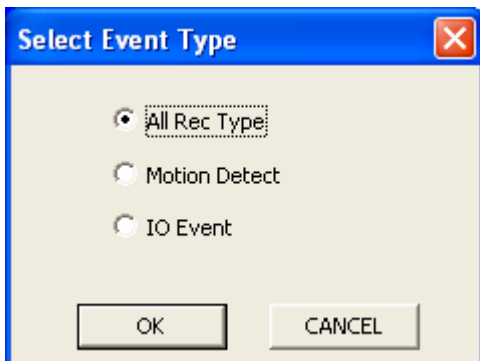 Select Event Type
All Rec Type
Motion Detect
IO Event
OK CANCEL